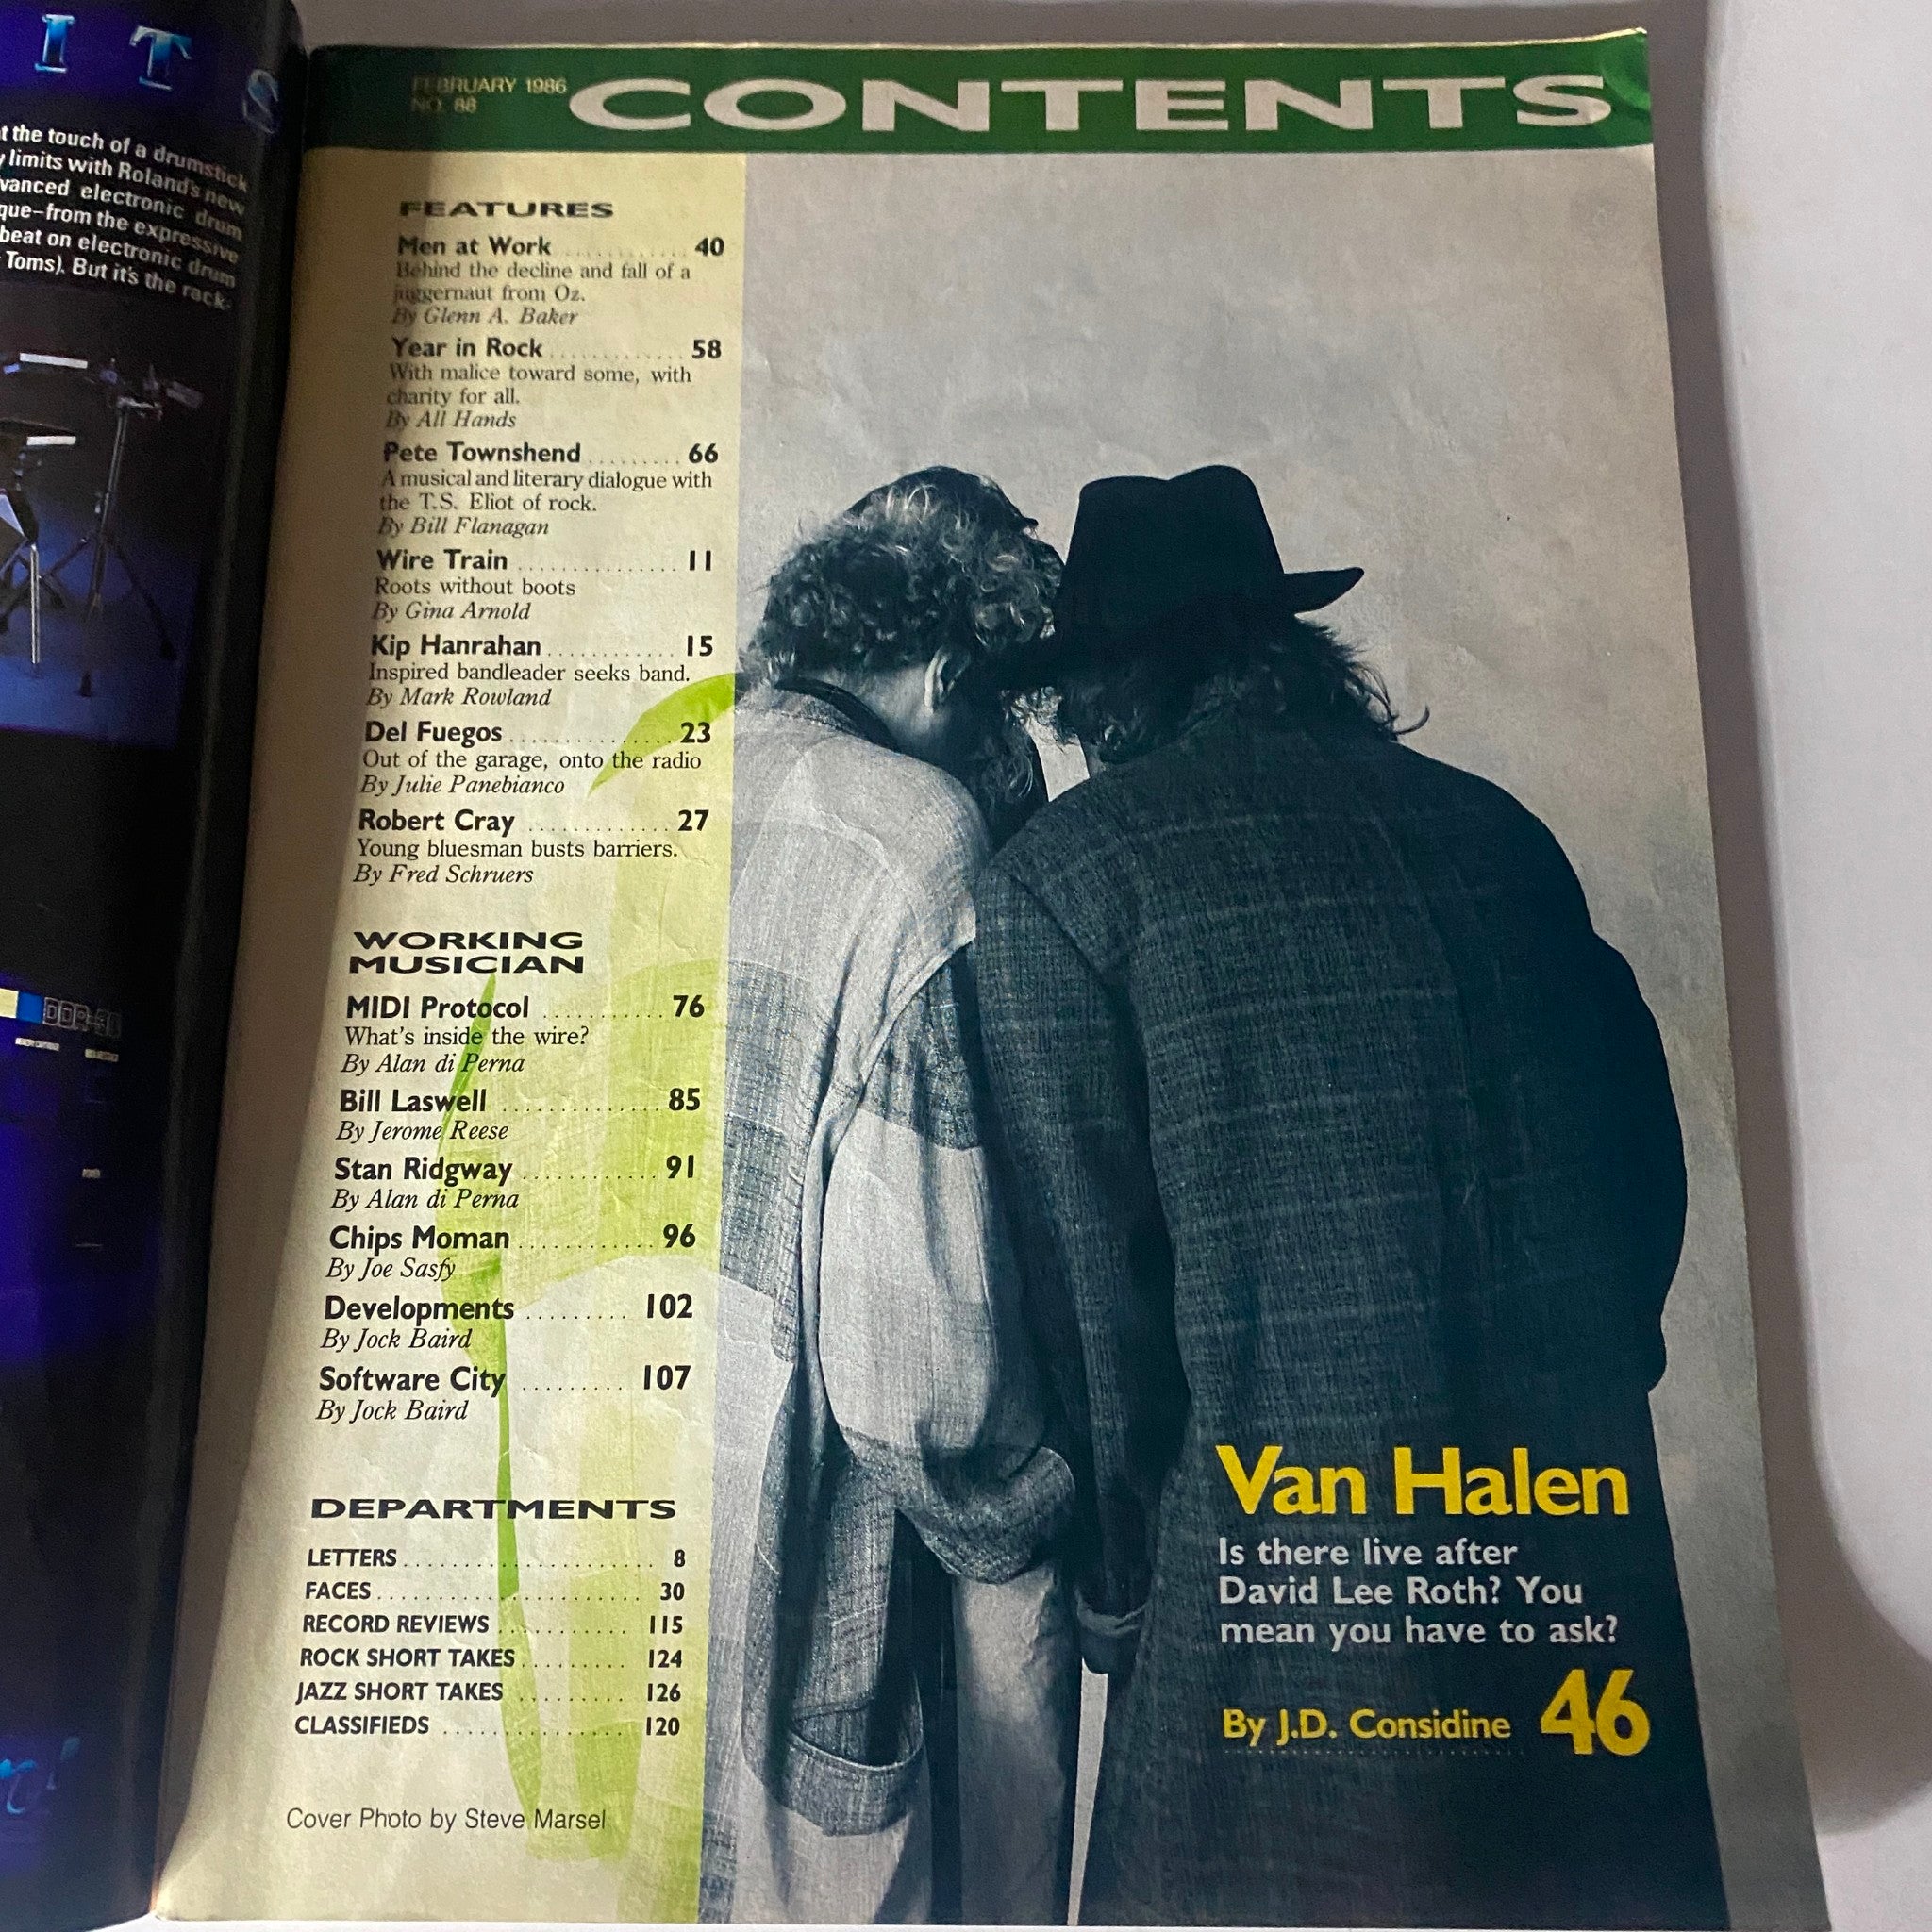 I T S
t the touch of a drumstick
limits with Roland's new
vanced electronic drum
que–from the expressive
beat on electronic drum
Toms). But it's the rack-
FEBRUARY 1986
NO. 88
CONTENTS
FEATURES
Men at Work ............ 40
Behind the decline and fall of a
juggernaut from Oz.
By Glenn A. Baker
Year in Rock ............ 58
With malice toward some, with
charity for all.
By All Hands
Pete Townshend ......... 66
A musical and literary dialogue with
the T.S. Eliot of rock.
By Bill Flanagan
Wire Train .............. 11
Roots without boots
By Gina Arnold
Kip Hanrahan ........... 15
Inspired bandleader seeks band.
By Mark Rowland
Del Fuegos .............. 23
Out of the garage, onto the radio
By Julie Panebianco
Robert Cray ............ 27
Young bluesman busts barriers.
By Fred Schruers
WORKING
MUSICIAN
MIDI Protocol .......... 76
What's inside the wire?
By Alan di Perna
Bill Laswell ............. 85
By Jerome Reese
Stan Ridgway ............ 91
By Alan di Perna
Chips Moman ............ 96
By Joe Sasfy
Developments ......... 102
By Jock Baird
Software City ......... 107
By Jock Baird
DEPARTMENTS
LETTERS ..................... 8
FACES ...................... 30
RECORD REVIEWS ........... 115
ROCK SHORT TAKES ......... 124
JAZZ SHORT TAKES ......... 126
CLASSIFIEDS ................ 120
Cover Photo by Steve Marsel
Van Halen
Is there live after
David Lee Roth? You
mean you have to ask?
By J.D. Considine 46